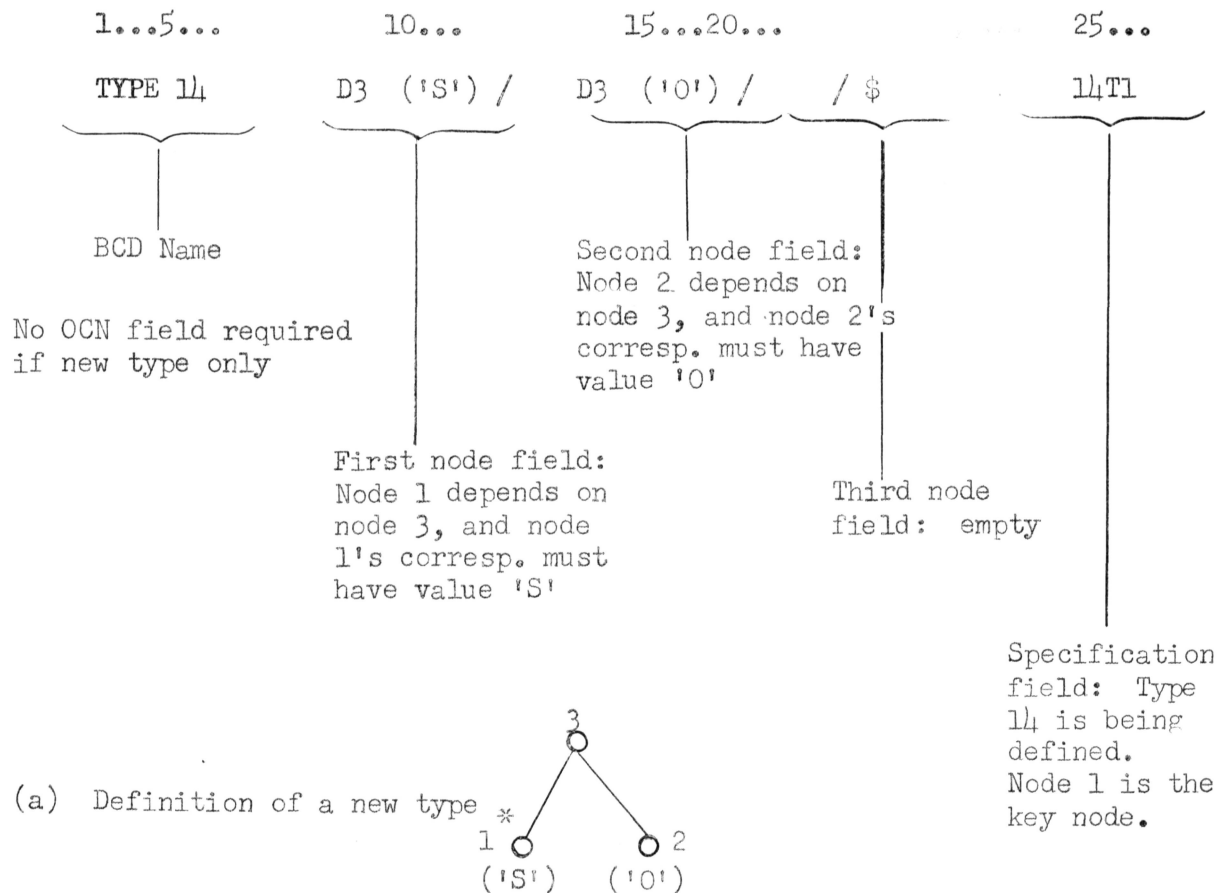 1...5... 10... 15...20... 25...
TYPE 14 D3 ('S') / D3 ('O') / / $ 14T1
BCD Name
No OCN field required
if new type only
Second node field:
Node 2 depends on
node 3, and node 2's
corresp. must have
value 'O'
First node field:
Node 1 depends on
node 3, and node
1's corresp. must
have value 'S'
Third node
field: empty
Specification
field: Type
14 is being
defined.
Node 1 is the
key node.
3
(a) Definition of a new type *
1 2
('S') ('O')